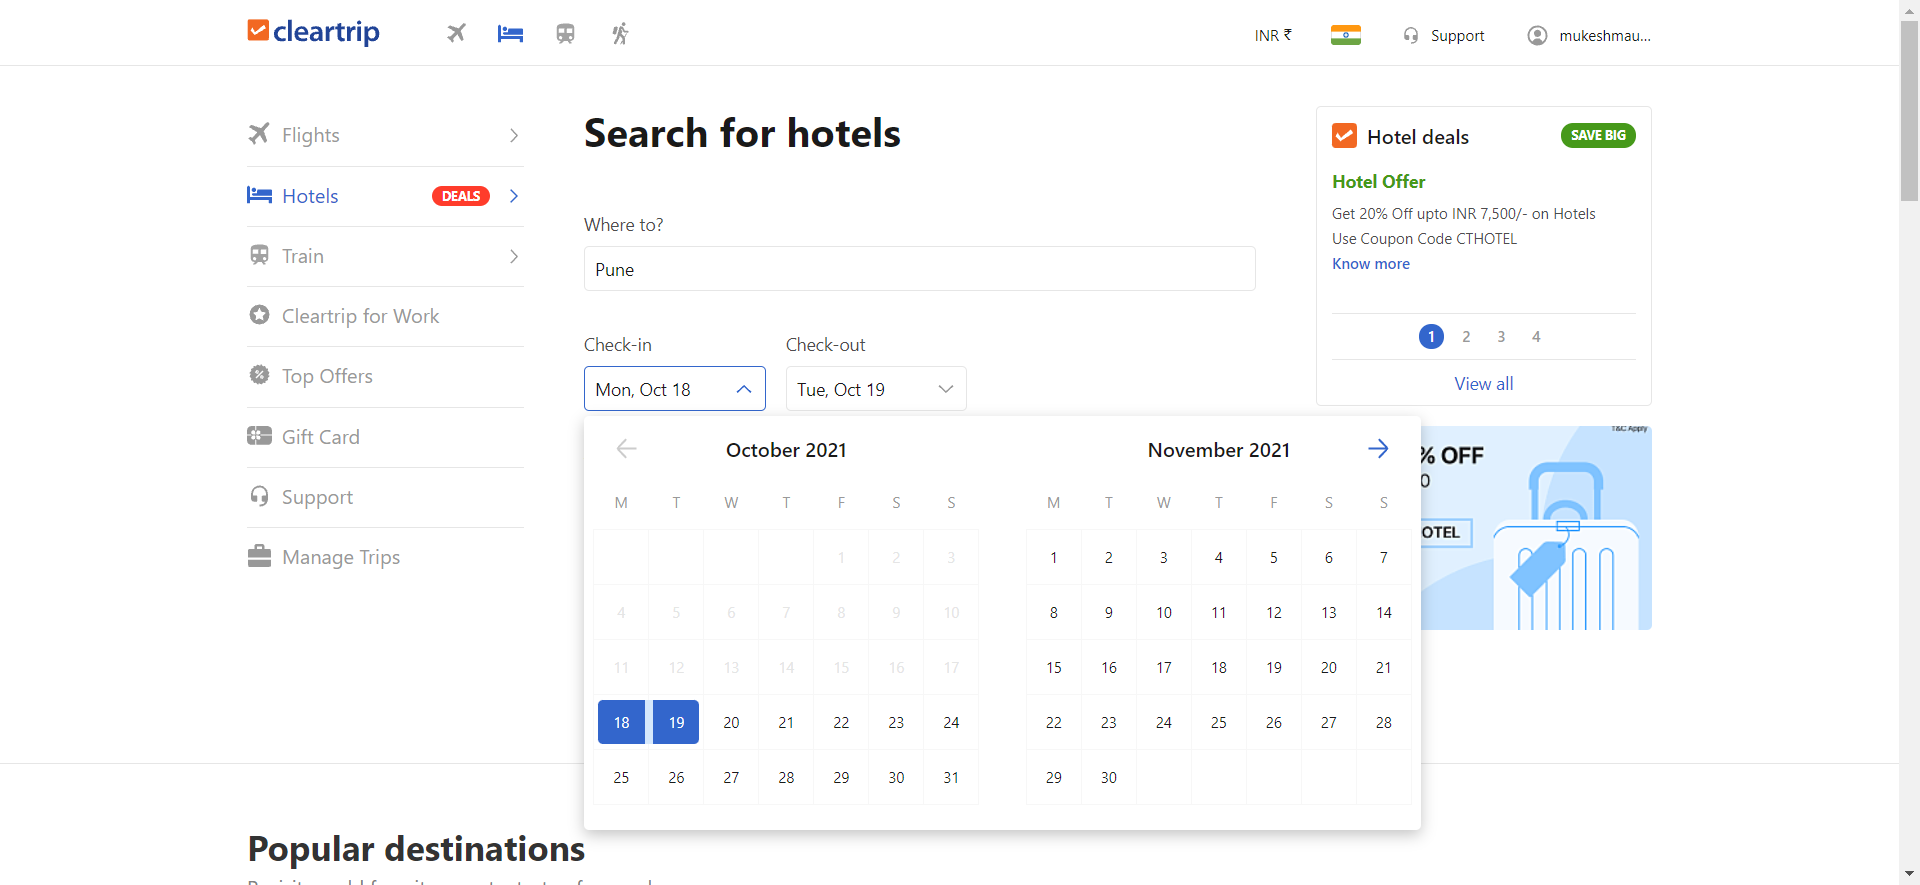 cleartrip
INR ₹
Support
mukeshmau...
Flights
Hotels
DEALS
Train
Cleartrip for Work
Top Offers
Gift Card
Support
Manage Trips
Search for hotels
Where to?
Pune
Check-in
Check-out
Mon, Oct 18
Tue, Oct 19
October 2021
M T W T F S S
1 2 3
4 5 6 7 8 9 10
11 12 13 14 15 16 17
18 19 20 21 22 23 24
25 26 27 28 29 30 31
November 2021
M T W T F S S
1 2 3 4 5 6 7
8 9 10 11 12 13 14
15 16 17 18 19 20 21
22 23 24 25 26 27 28
29 30
Hotel deals
SAVE BIG
Hotel Offer
Get 20% Off upto INR 7,500/- on Hotels
Use Coupon Code CTHOTEL
Know more
1 2 3 4
View all
T&C Apply
% OFF
0
OTEL
Popular destinations